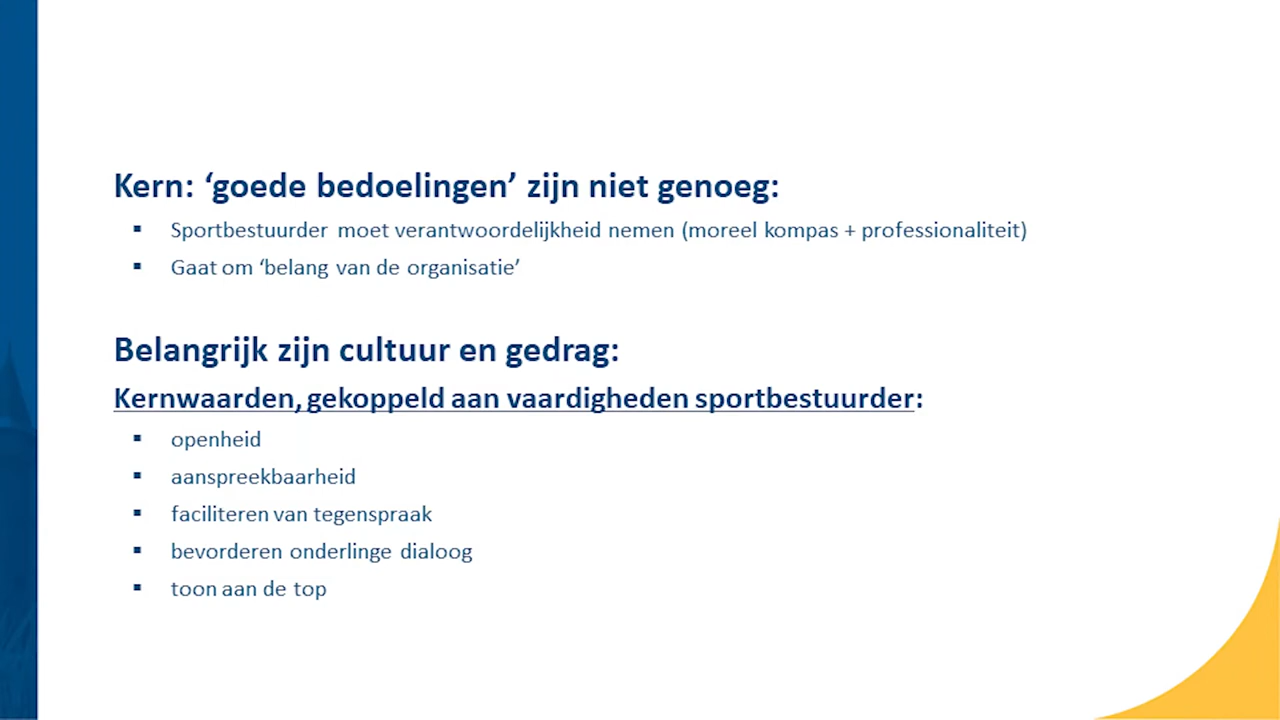 Kern: ‘goede bedoelingen’ zijn niet genoeg:
▪ Sportbestuurder moet verantwoordelijkheid nemen (moreel kompas + professionaliteit)
▪ Gaat om ‘belang van de organisatie’
Belangrijk zijn cultuur en gedrag:
Kernwaarden, gekoppeld aan vaardigheden sportbestuurder:
▪ openheid
▪ aanspreekbaarheid
▪ faciliteren van tegenspraak
▪ bevorderen onderlinge dialoog
▪ toon aan de top